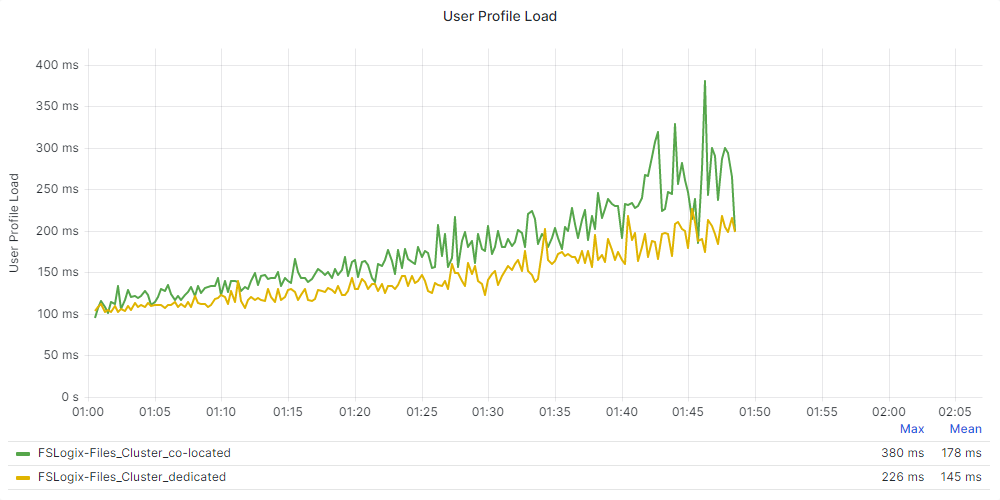 User Profile Load
400 ms
350 ms
300 ms
250 ms
200 ms
150 ms
100 ms
50 ms
0 s
User Profile Load
01:00 01:05 01:10 01:15 01:20 01:25 01:30 01:35 01:40 01:45 01:50 01:55 02:00 02:05
Max Mean
FSLogix-Files_Cluster_co-located 380 ms 178 ms
FSLogix-Files_Cluster_dedicated 226 ms 145 ms